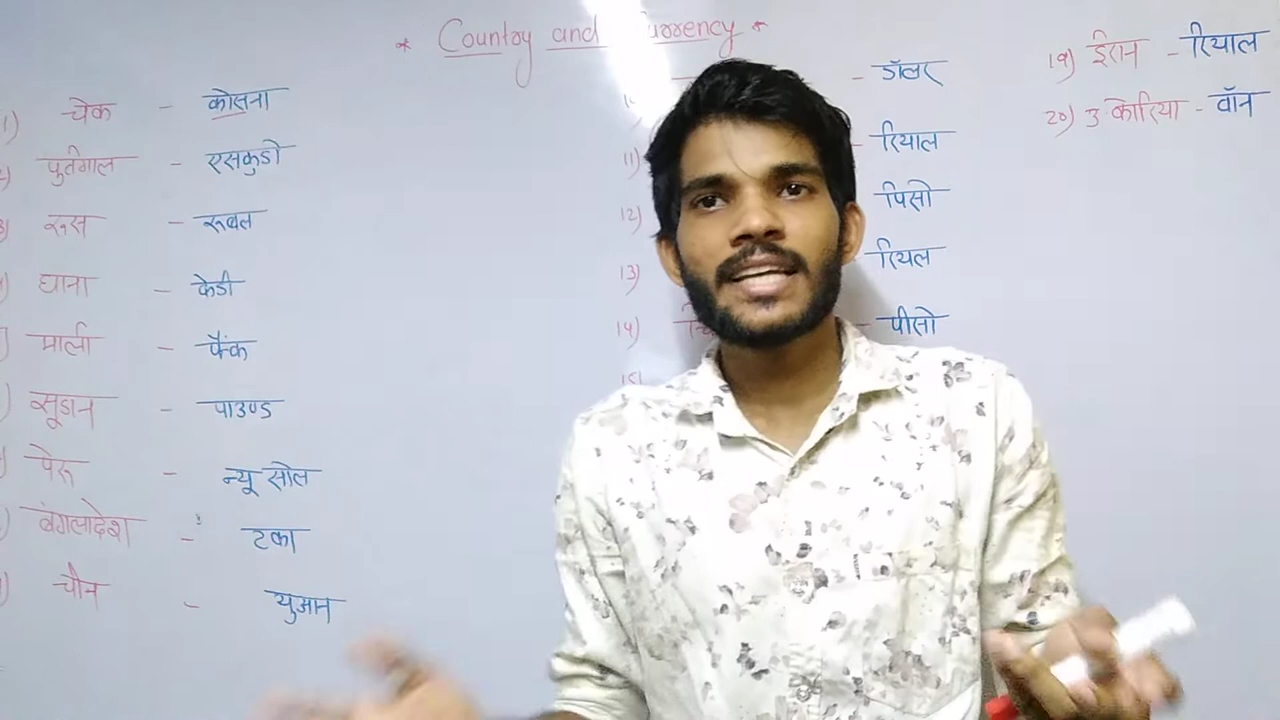 * Country and Currency *
1) चेक - कोसना
पुर्तगाल - एसकुडो
रूस - रूबल
घाना - केडी
माली - फैंक
सूडान - पाउण्ड
पेरू - न्यू सोल
बंगलादेश - टका
चीन - युआन
- डॉलर
11) - रियाल
12) पिसो
13) रियल
14) - पीसो
19) ईरान - रियाल
20) उ कोरिया - वॉन